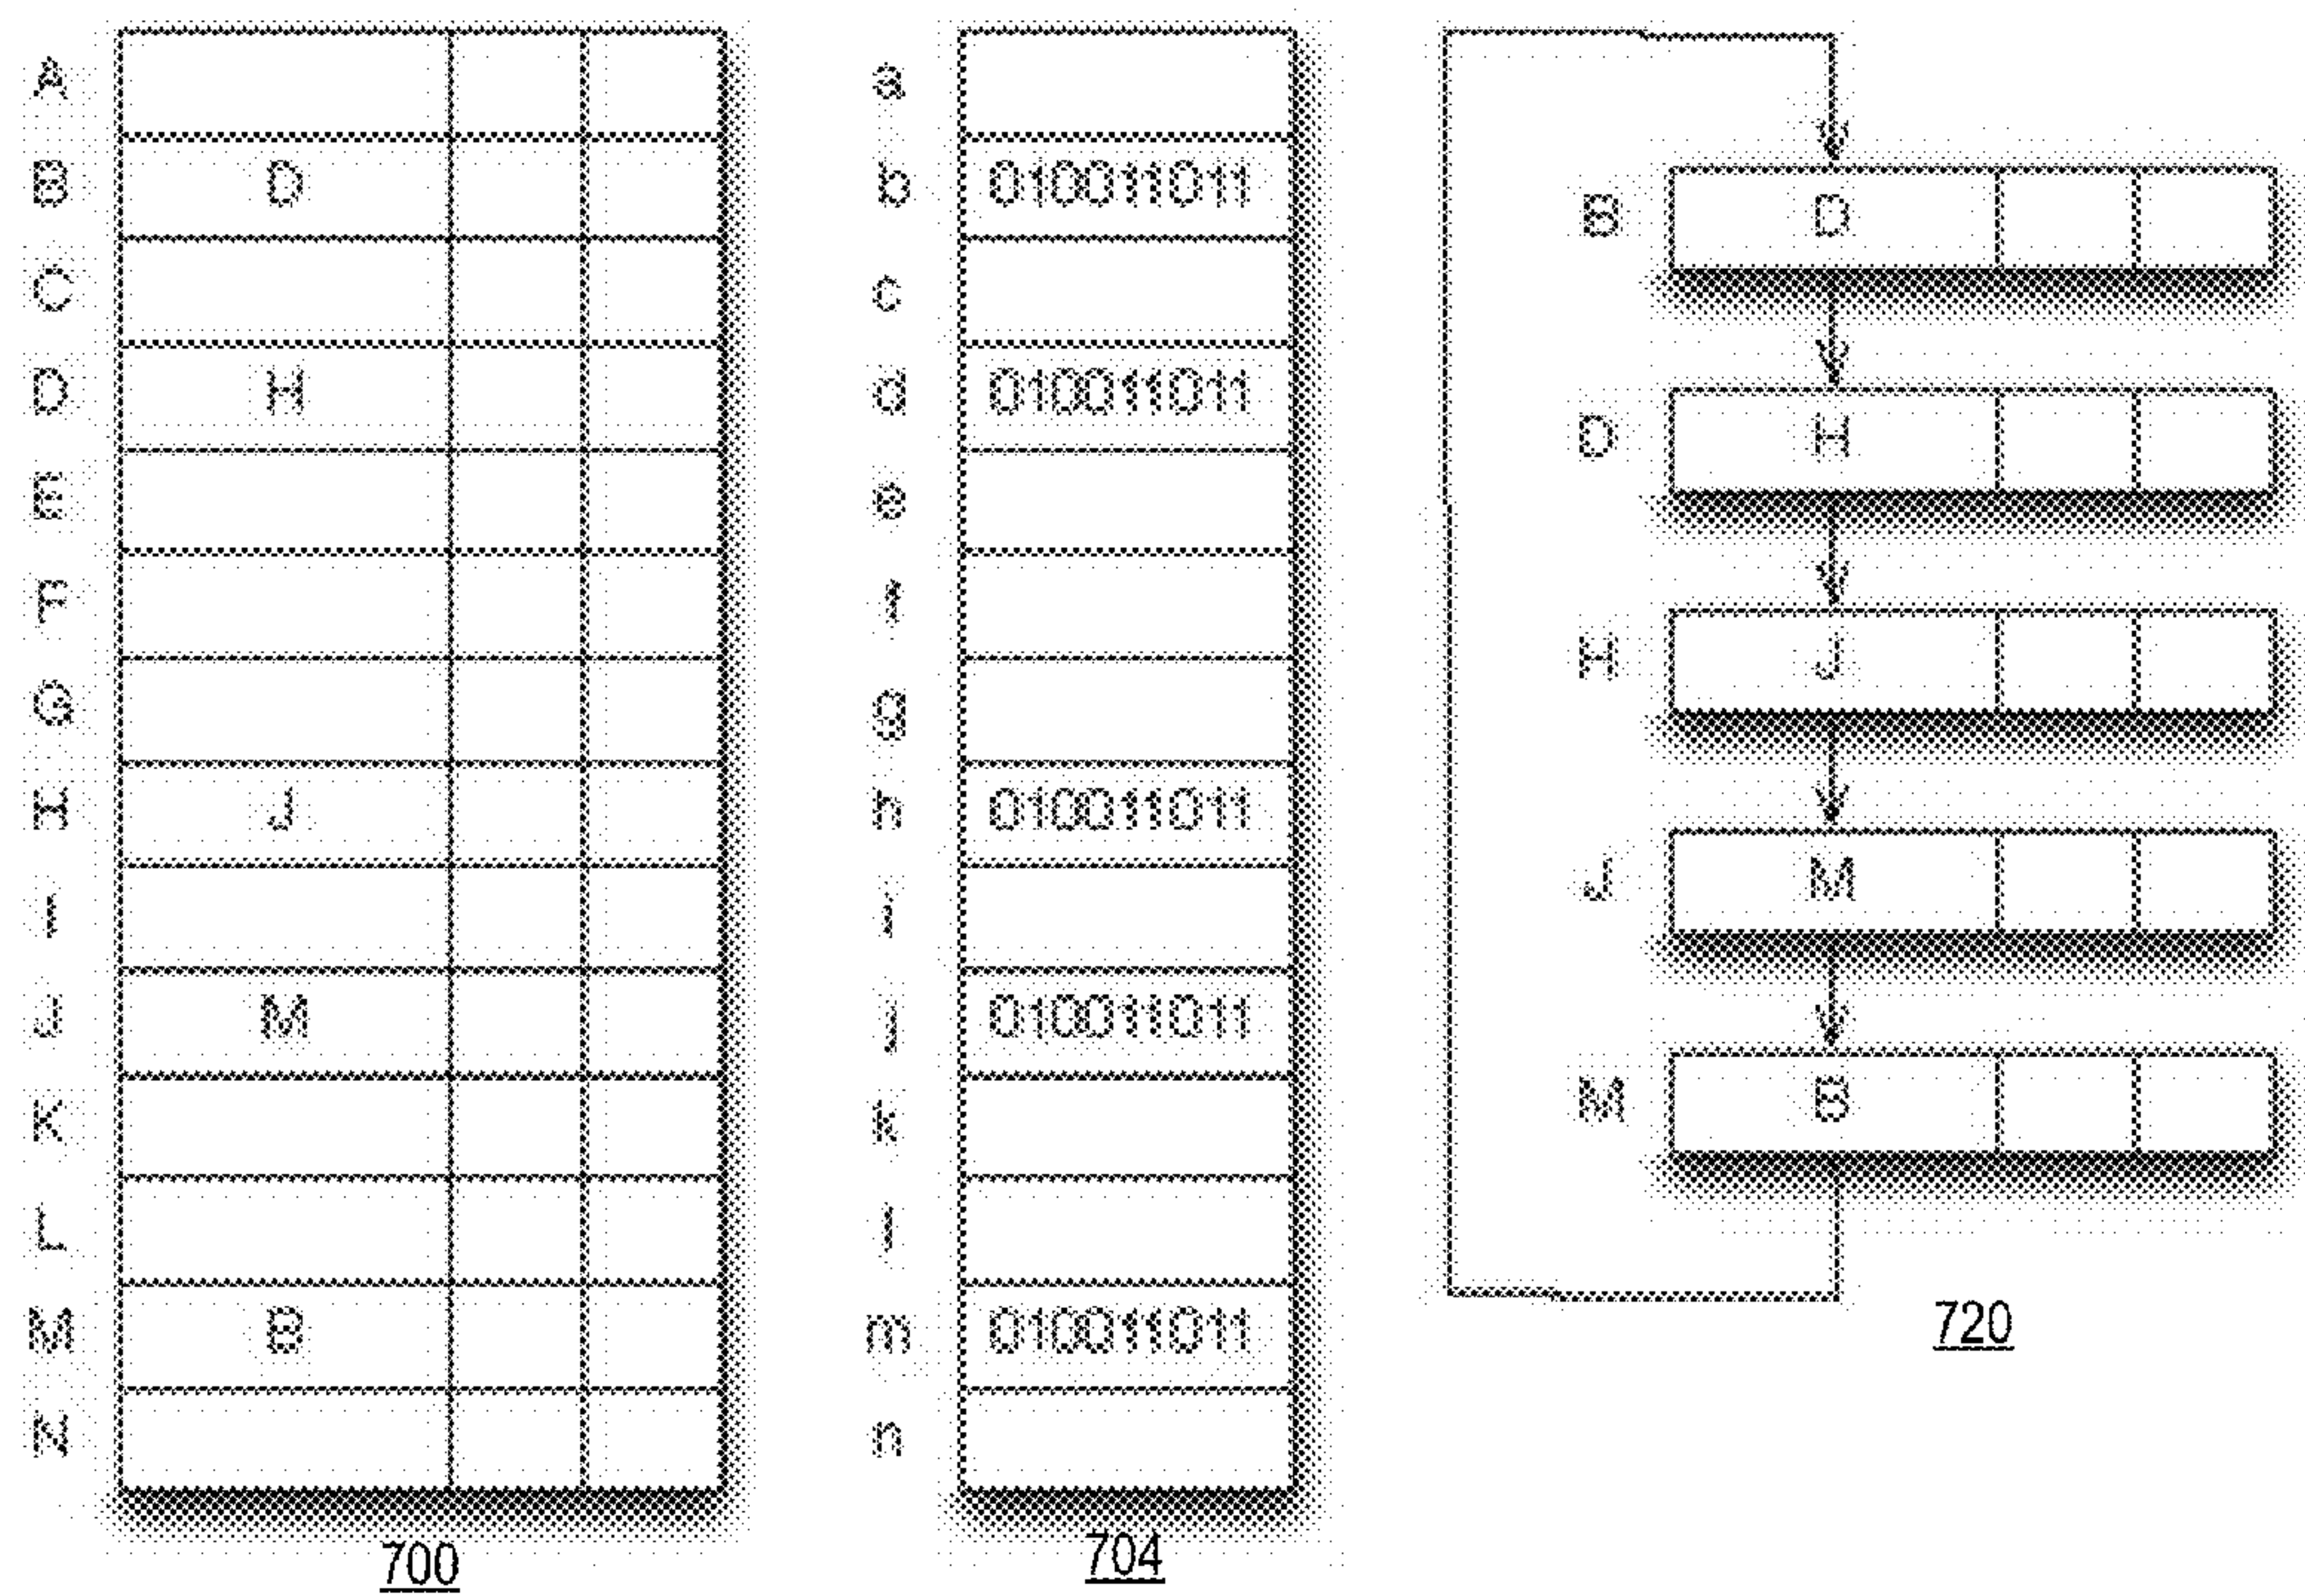 A
B D
C
D H
E
F
G
H J
I
J M
K
L
M B
N
700
a
b 010011011
c
d 010011011
e
f
g
h 010011011
i
j 010011011
k
l
m 010011011
n
704
B D
D H
H J
J M
M B
720